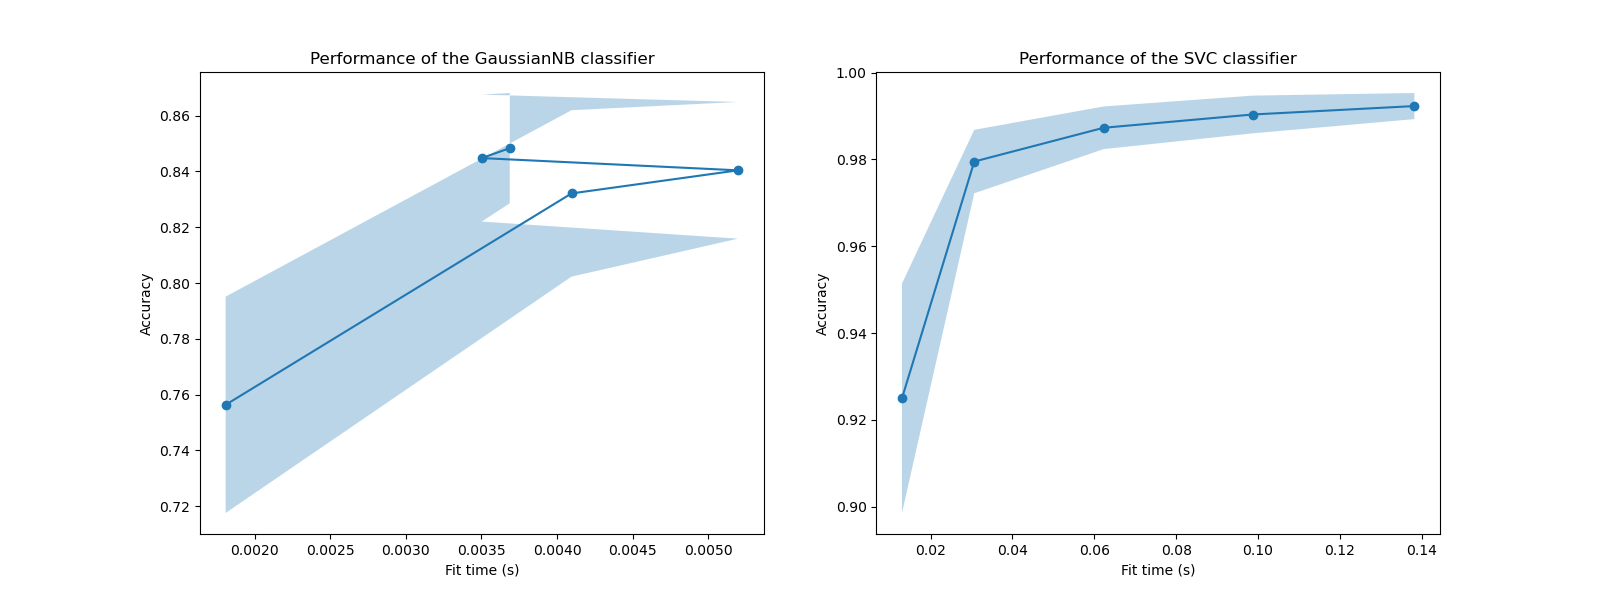 Performance of the GaussianNB classifier
0.86
0.84
0.82
0.80
0.78
0.76
0.74
0.72
Accuracy
0.0020 0.0025 0.0030 0.0035 0.0040 0.0045 0.0050
Fit time (s)
Performance of the SVC classifier
1.00
0.98
0.96
0.94
0.92
0.90
Accuracy
0.02 0.04 0.06 0.08 0.10 0.12 0.14
Fit time (s)